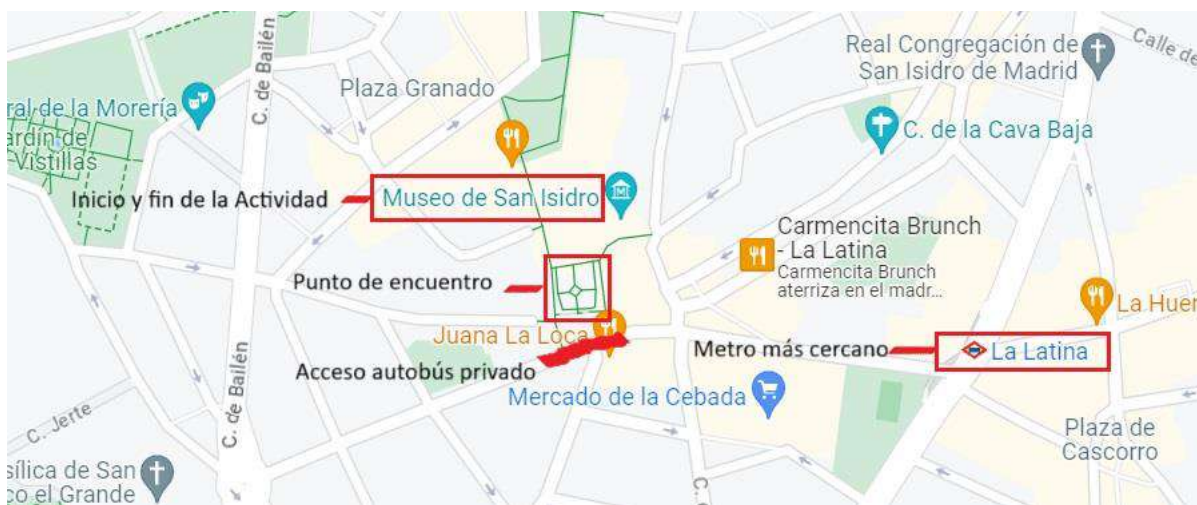 Real Congregación de
San Isidro de Madrid
Calle de
C. de Bailén
Plaza Granado
ral de la Morería
C. de la Cava Baja
ardín de
Vistillas
Inicio y fin de la Actividad
Museo de San Isidro
Carmencita Brunch
- La Latina
Carmencita Brunch
aterriza en el madr...
Punto de encuentro
La Huer
Juana La Loca
Metro más cercano
La Latina
Acceso autobús privado
C. de Bailén
Mercado de la Cebada
C. Jerte
Plaza de
Cascorro
sílica de San
co el Grande
C.